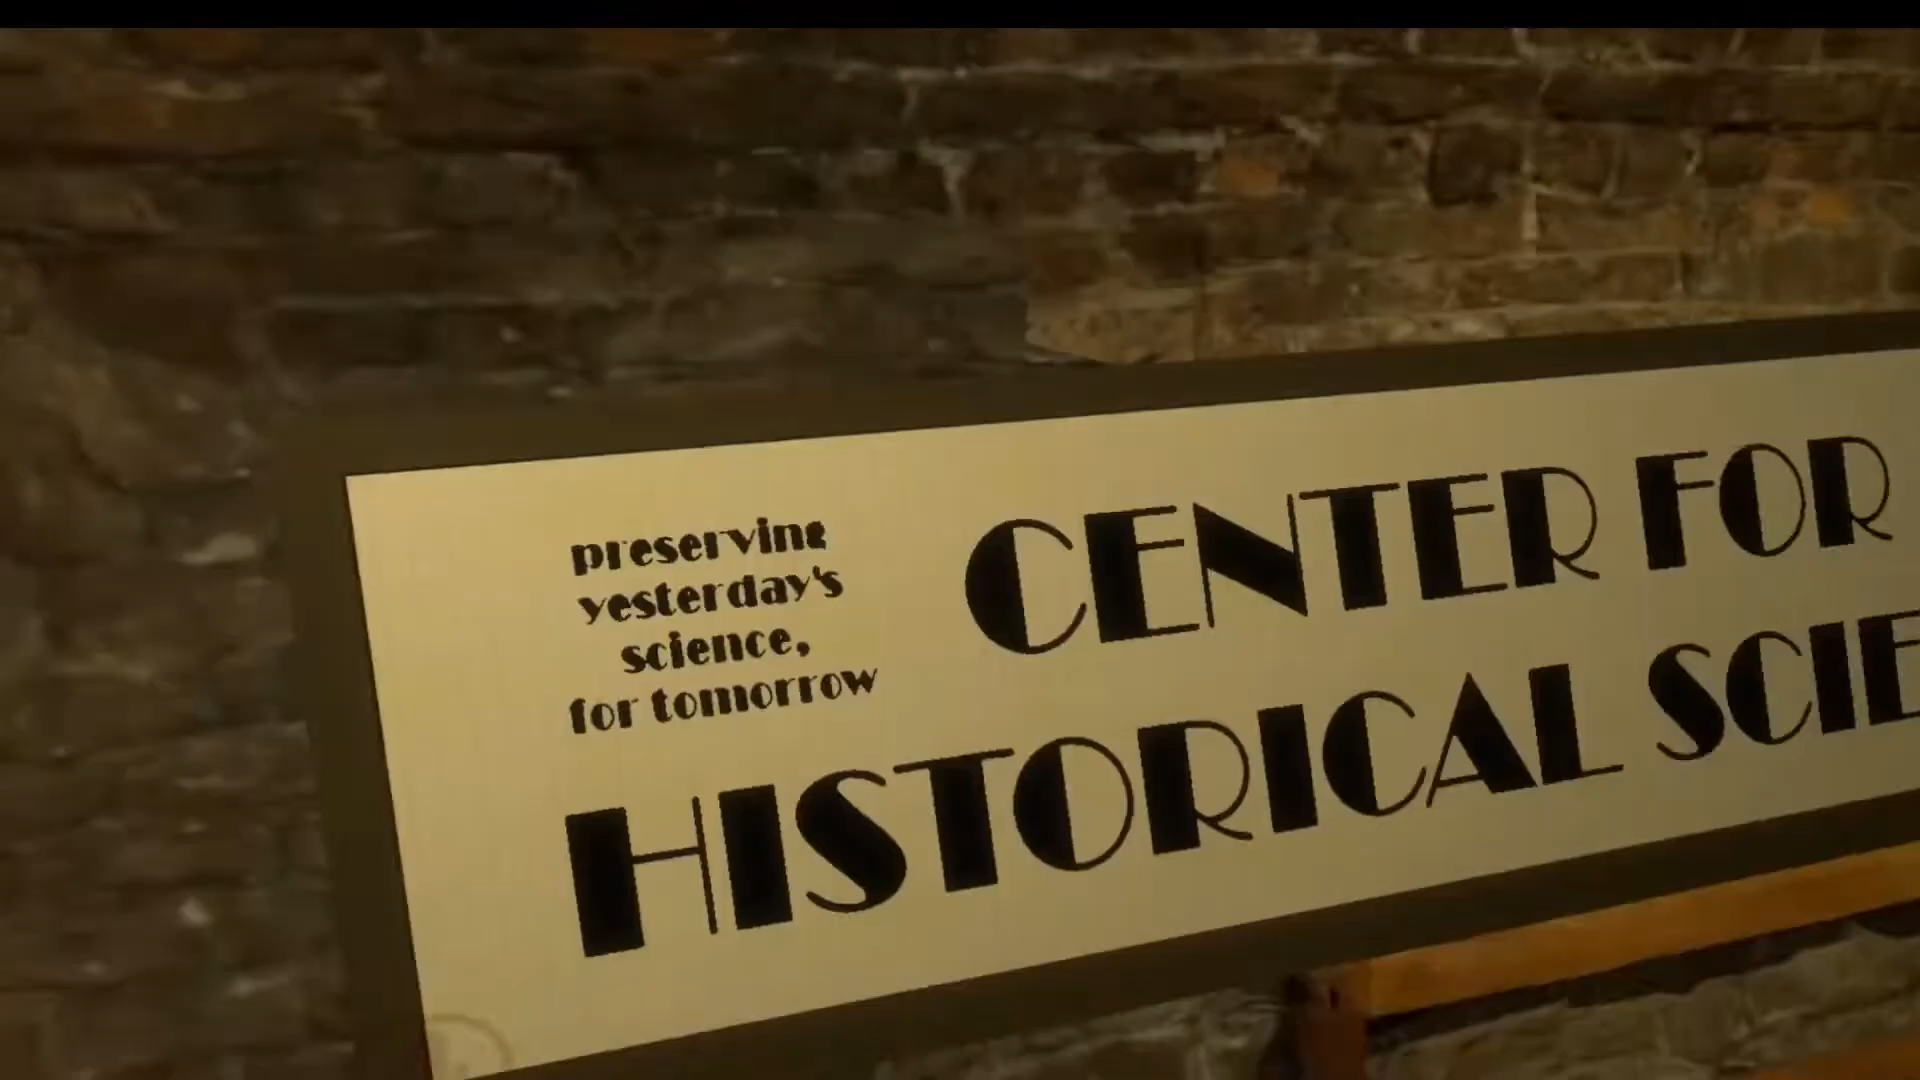 preserving
yesterday's
science,
for tomorrow
CENTER FOR
HISTORICAL SCIE